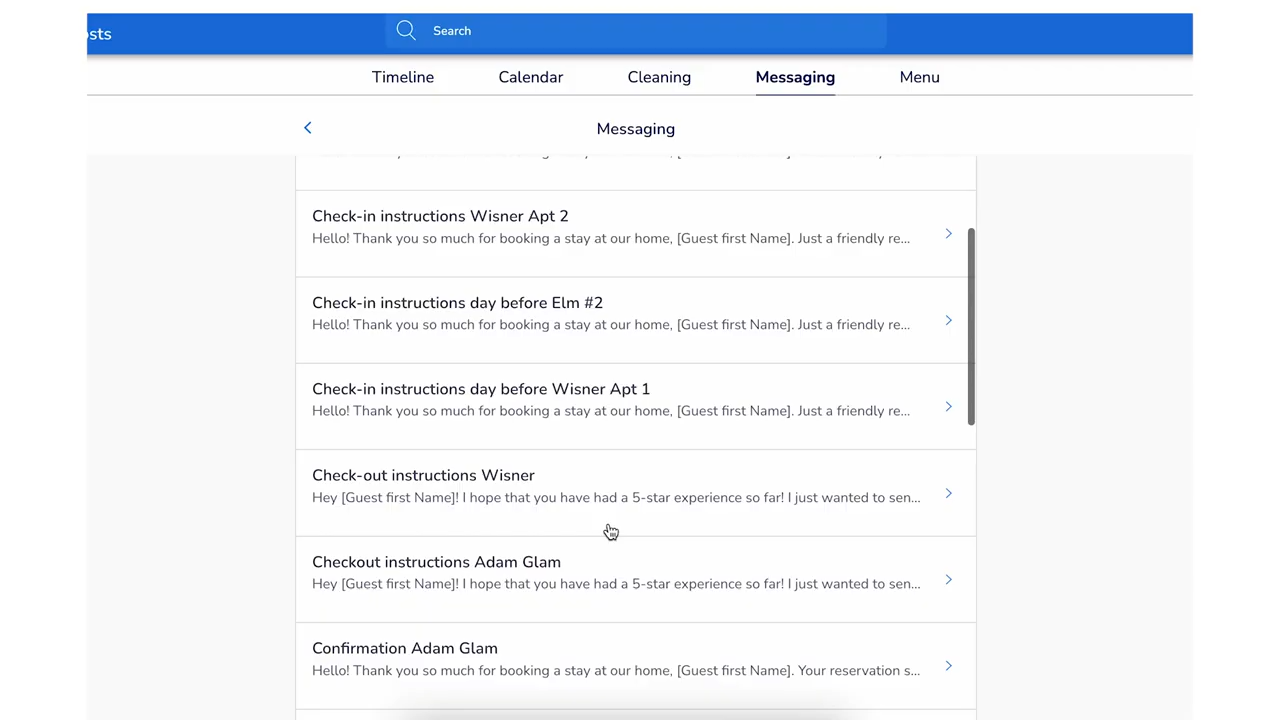 osts
Search
Timeline
Calendar
Cleaning
Messaging
Menu
Messaging
Check-in instructions Wisner Apt 2
Hello! Thank you so much for booking a stay at our home, [Guest first Name]. Just a friendly re...
Check-in instructions day before Elm #2
Hello! Thank you so much for booking a stay at our home, [Guest first Name]. Just a friendly re...
Check-in instructions day before Wisner Apt 1
Hello! Thank you so much for booking a stay at our home, [Guest first Name]. Just a friendly re...
Check-out instructions Wisner
Hey [Guest first Name]! I hope that you have had a 5-star experience so far! I just wanted to sen...
Checkout instructions Adam Glam
Hey [Guest first Name]! I hope that you have had a 5-star experience so far! I just wanted to sen...
Confirmation Adam Glam
Hello! Thank you so much for booking a stay at our home, [Guest first Name]. Your reservation s...